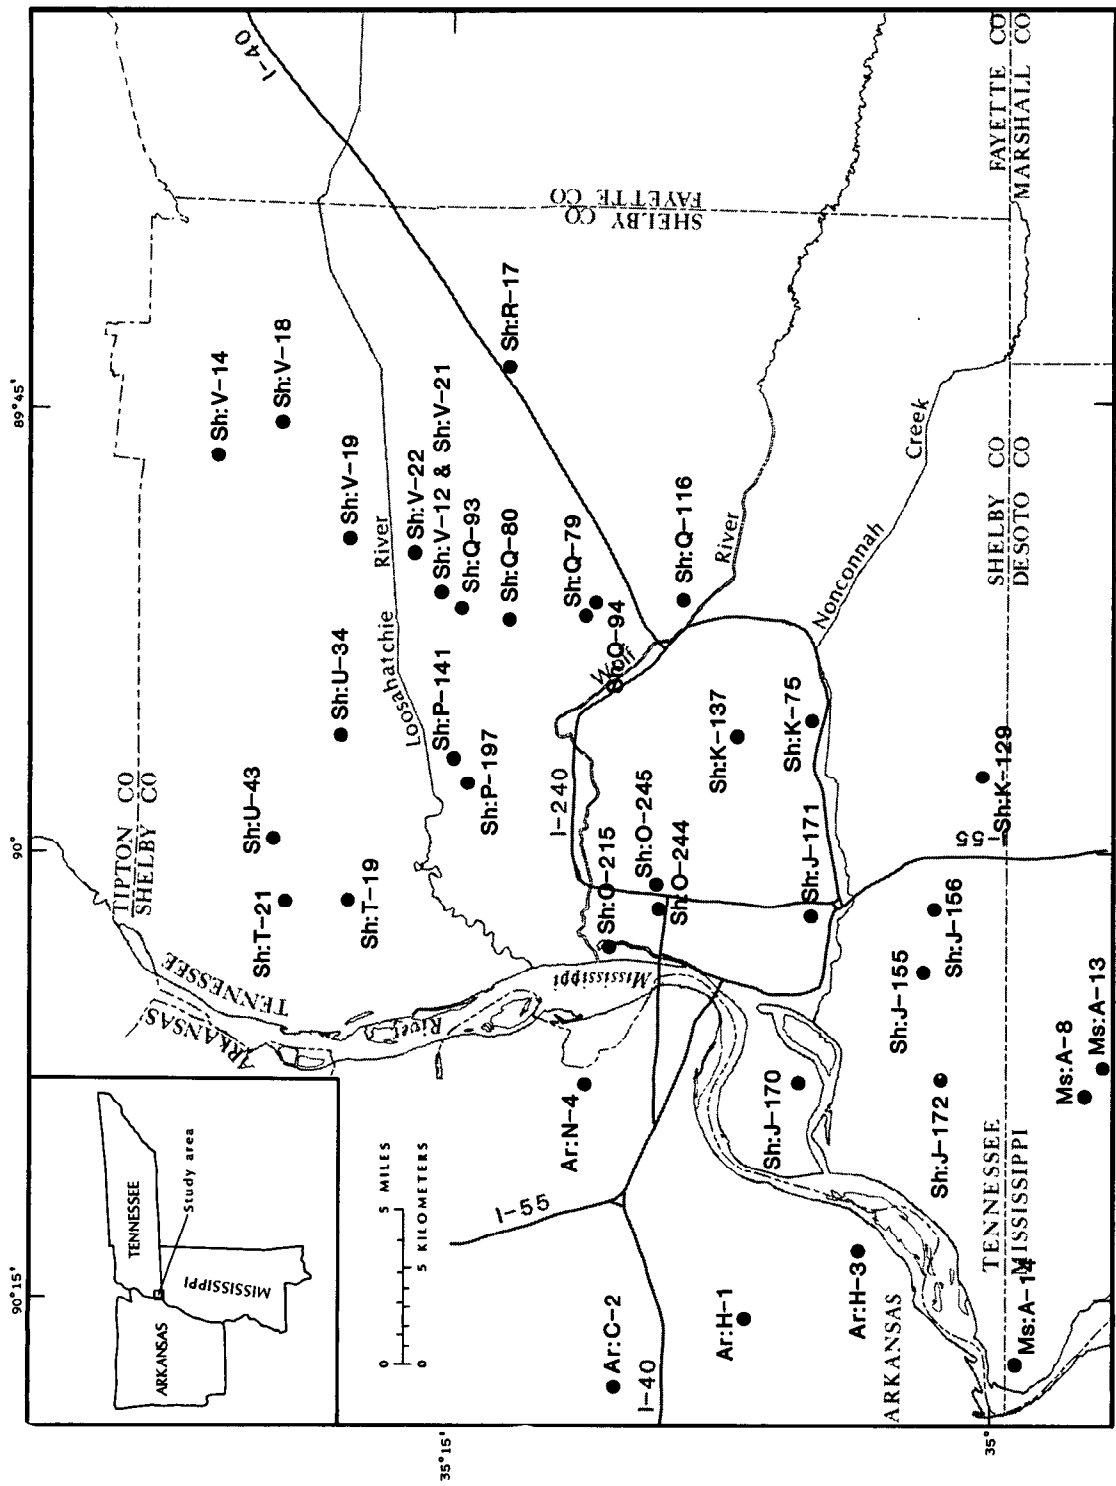 TENNESSEE
ARKANSAS
MISSISSIPPI
Study area
0 5 MILES
0 5 KILOMETERS
90°15'
90°
89°45'
35°15'
35°
TIPTON CO
SHELBY CO
ARKANSAS
TENNESSEE
SHELBY CO
FAYETTE CO
I-40
Sh:V-14
Sh:V-18
Sh:U-43
Sh:T-21
Sh:T-19
Sh:U-34
Sh:V-19
Loosahatchie River
Sh:V-22
Sh:V-12 & Sh:V-21
Sh:P-141
Sh:P-197
Sh:Q-93
Sh:Q-80
Sh:R-17
Mississippi
River
I-55
Ar:N-4
I-240
Sh:Q-79
Sh:Q-94
Wolf
River
Ar:C-2
I-40
Sh:O-215
Sh:O-245
Sh:O-244
Sh:Q-116
Ar:H-1
Sh:K-137
Sh:J-170
Sh:J-171
Sh:K-75
Nonconnah Creek
Ar:H-3
ARKANSAS
Sh:J-155
Sh:J-172
Sh:J-156
I-55
Sh:K-129
TENNESSEE
MISSISSIPPI
SHELBY CO
DESOTO CO
FAYETTE CO
MARSHALL CO
Ms:A-14
Ms:A-8
Ms:A-13